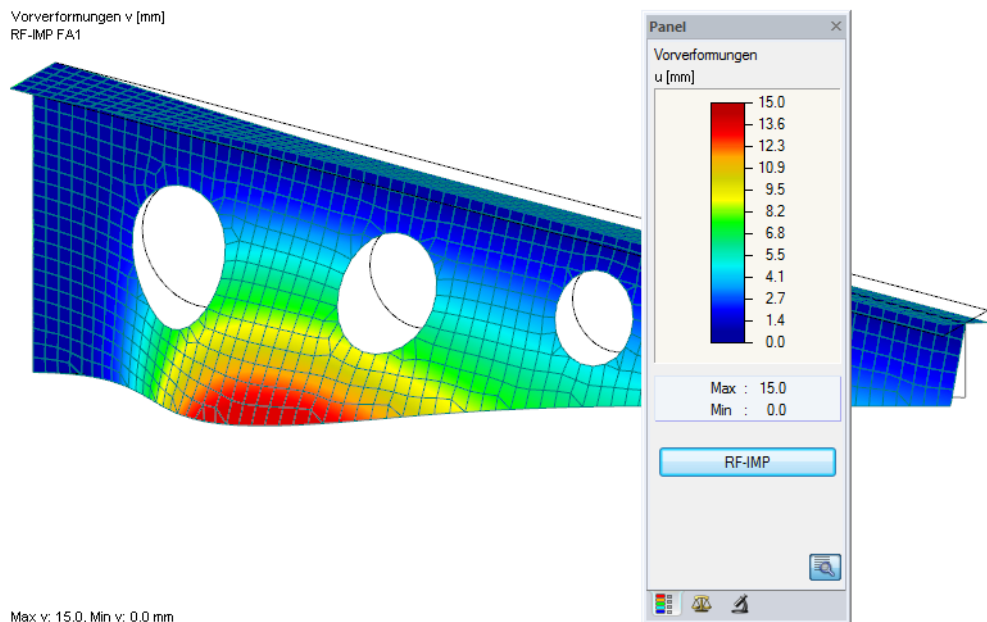 Vorverformungen v [mm]
RF-IMP FA1
Panel
Vorverformungen
u [mm]
15.0
13.6
12.3
10.9
9.5
8.2
6.8
5.5
4.1
2.7
1.4
0.0
Max : 15.0
Min : 0.0
RF-IMP
Max v: 15.0, Min v: 0.0 mm